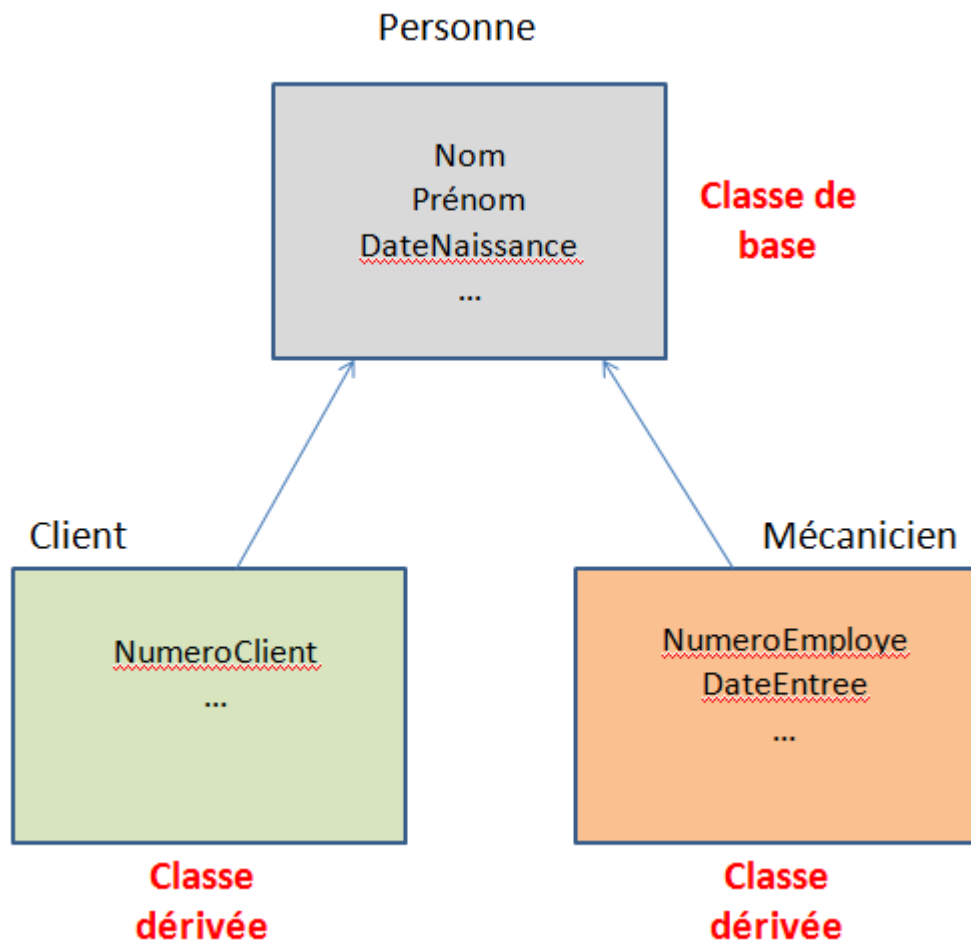 Personne
Nom
Prénom
DateNaissance
...
Classe de
base
Client
NumeroClient
...
Classe
dérivée
Mécanicien
NumeroEmploye
DateEntree
...
Classe
dérivée